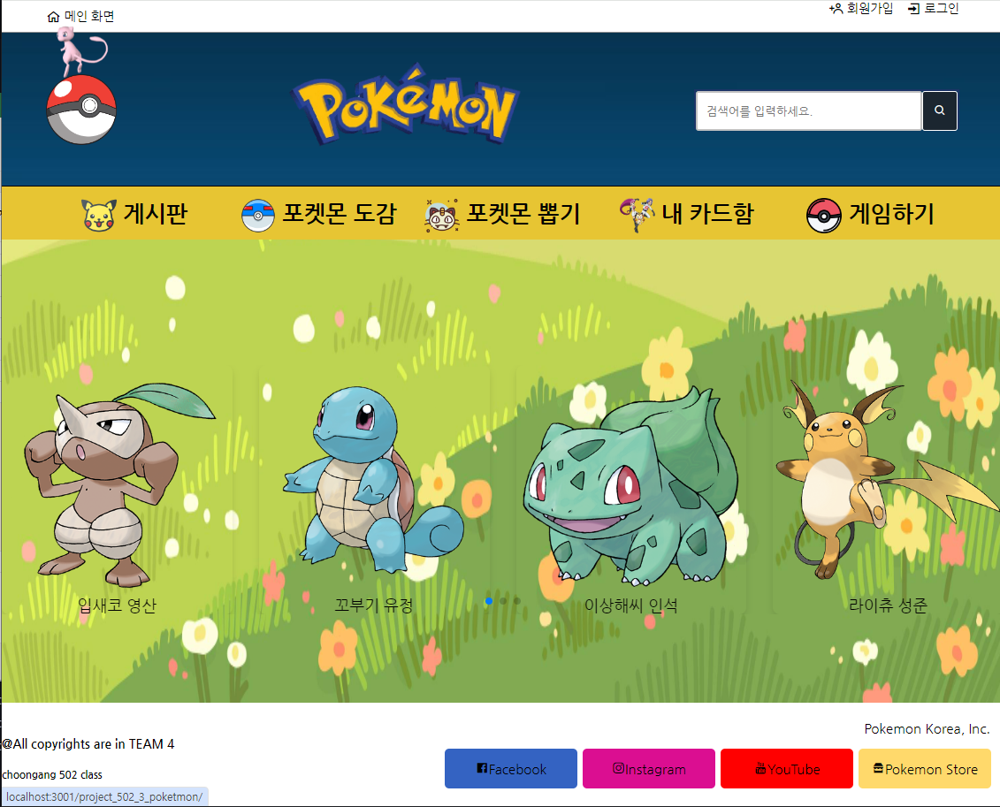 메인 화면
회원가입 로그인
POKéMON
검색어를 입력하세요.
게시판 포켓몬 도감 포켓몬 뽑기 내 카드함 게임하기
입새코 영산 꼬부기 유정 이상해씨 인석 라이츄 성준
Pokemon Korea, Inc.
@All copyrights are in TEAM 4
Facebook Instagram YouTube Pokemon Store
choongang 502 class
localhost:3001/project_502_3_poketmon/